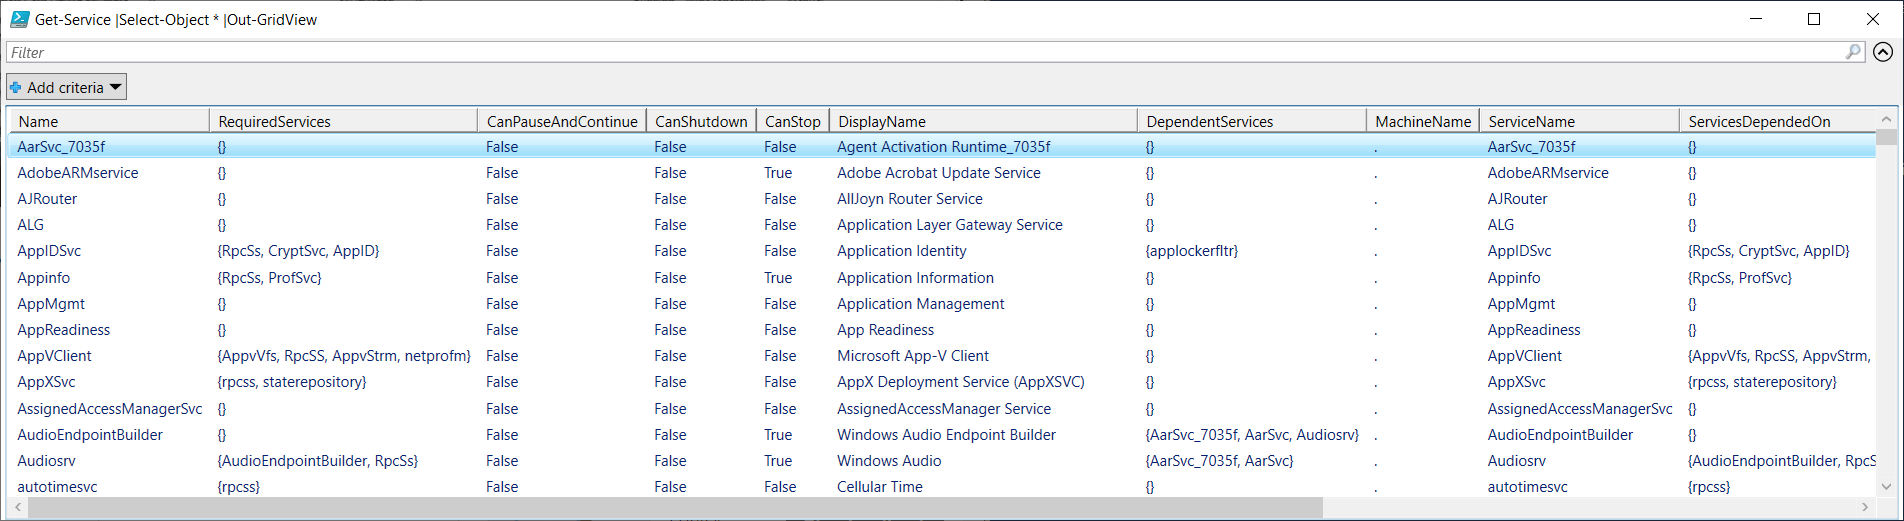 Get-Service |Select-Object * |Out-GridView
Filter
Add criteria
Name RequiredServices CanPauseAndContinue CanShutdown CanStop DisplayName DependentServices MachineName ServiceName ServicesDependedOn
AarSvc_7035f {} False False False Agent Activation Runtime_7035f {} . AarSvc_7035f {}
AdobeARMservice {} False False True Adobe Acrobat Update Service {} . AdobeARMservice {}
AJRouter {} False False False AllJoyn Router Service {} . AJRouter {}
ALG {} False False False Application Layer Gateway Service {} . ALG {}
AppIDSvc {RpcSs, CryptSvc, AppID} False False False Application Identity {applockerfltr} . AppIDSvc {RpcSs, CryptSvc, AppID}
Appinfo {RpcSs, ProfSvc} False False True Application Information {} . Appinfo {RpcSs, ProfSvc}
AppMgmt {} False False False Application Management {} . AppMgmt {}
AppReadiness {} False False False App Readiness {} . AppReadiness {}
AppVClient {AppvVfs, RpcSS, AppvStrm, netprofm} False False False Microsoft App-V Client {} . AppVClient {AppvVfs, RpcSS, AppvStrm,
AppXSvc {rpcss, staterepository} False False False AppX Deployment Service (AppXSVC) {} . AppXSvc {rpcss, staterepository}
AssignedAccessManagerSvc {} False False False AssignedAccessManager Service {} . AssignedAccessManagerSvc {}
AudioEndpointBuilder {} False False True Windows Audio Endpoint Builder {AarSvc_7035f, AarSvc, Audiosrv} . AudioEndpointBuilder {}
Audiosrv {AudioEndpointBuilder, RpcSs} False False True Windows Audio {AarSvc_7035f, AarSvc} . Audiosrv {AudioEndpointBuilder, RpcS
autotimesvc {rpcss} False False False Cellular Time {} . autotimesvc {rpcss}